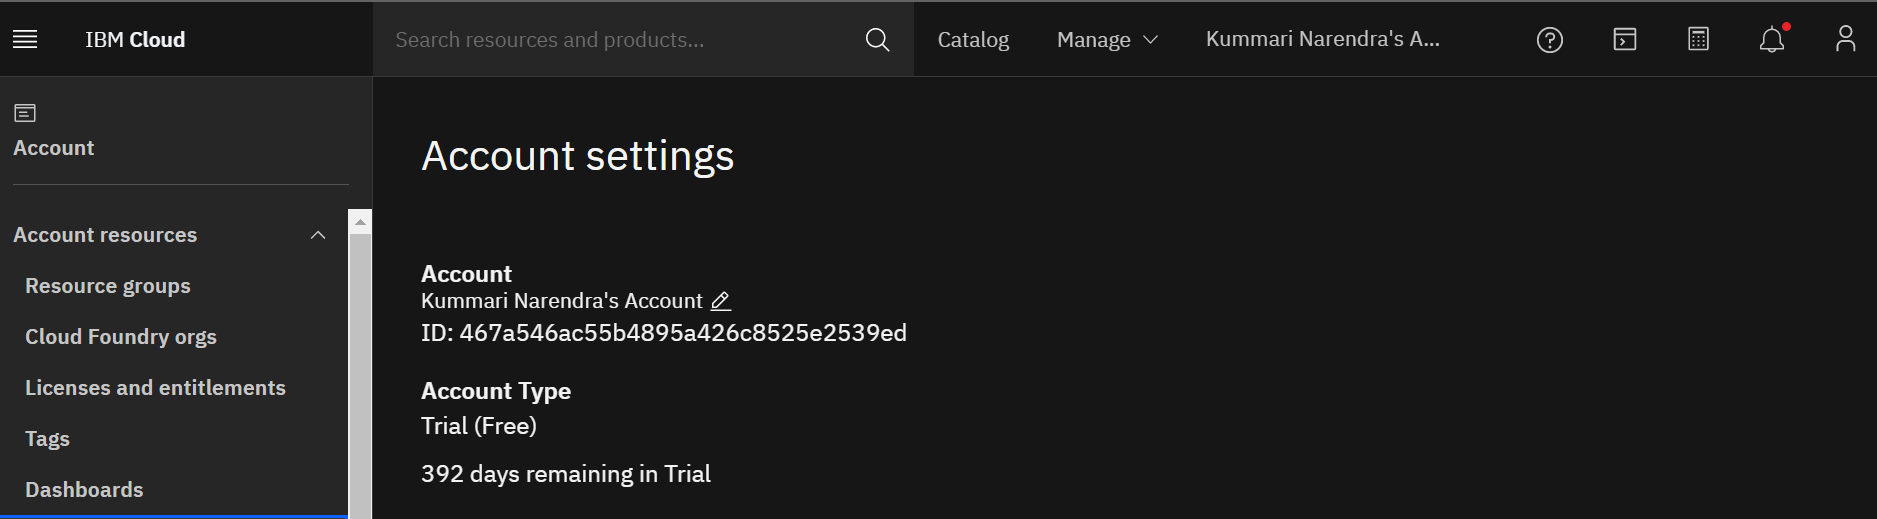 IBM Cloud
Search resources and products...
Catalog
Manage
Kummari Narendra's A...
Account
Account resources
Resource groups
Cloud Foundry orgs
Licenses and entitlements
Tags
Dashboards
Account settings
Account
Kummari Narendra's Account
ID: 467a546ac55b4895a426c8525e2539ed
Account Type
Trial (Free)
392 days remaining in Trial